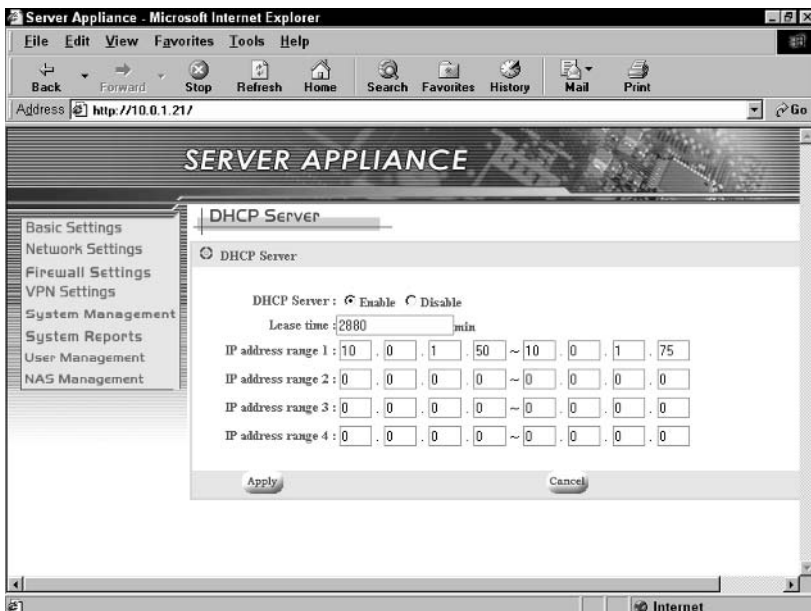 Server Appliance - Microsoft Internet Explorer
File Edit View Favorites Tools Help
Back Forward Stop Refresh Home Search Favorites History Mail Print
Address http://10.0.1.21/ Go
SERVER APPLIANCE
DHCP Server
Basic Settings
Network Settings
Firewall Settings
VPN Settings
System Management
System Reports
User Management
NAS Management
DHCP Server
DHCP Server : Enable Disable
Lease time : 2880 min
IP address range 1 : 10 . 0 . 1 . 50 ~ 10 . 0 . 1 . 75
IP address range 2 : 0 . 0 . 0 . 0 ~ 0 . 0 . 0 . 0
IP address range 3 : 0 . 0 . 0 . 0 ~ 0 . 0 . 0 . 0
IP address range 4 : 0 . 0 . 0 . 0 ~ 0 . 0 . 0 . 0
Apply Cancel
Internet